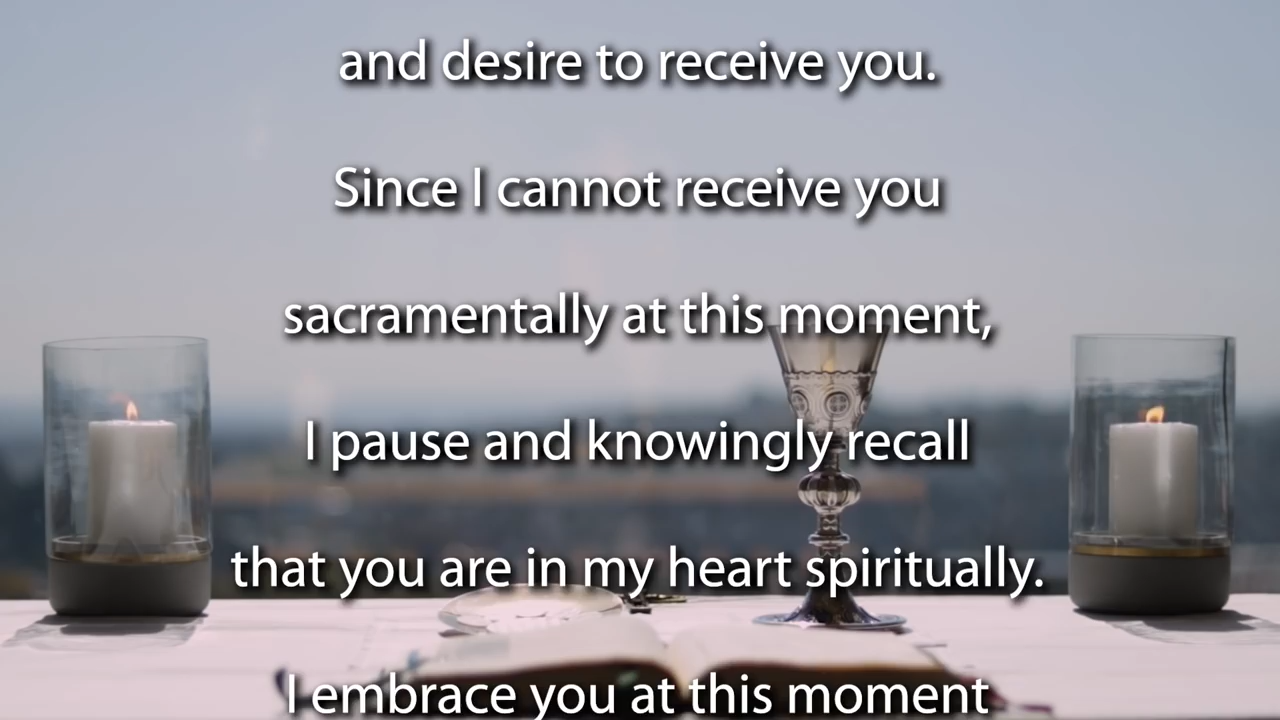 and desire to receive you.
Since I cannot receive you
sacramentally at this moment,
I pause and knowingly recall
that you are in my heart spiritually.
I embrace you at this moment